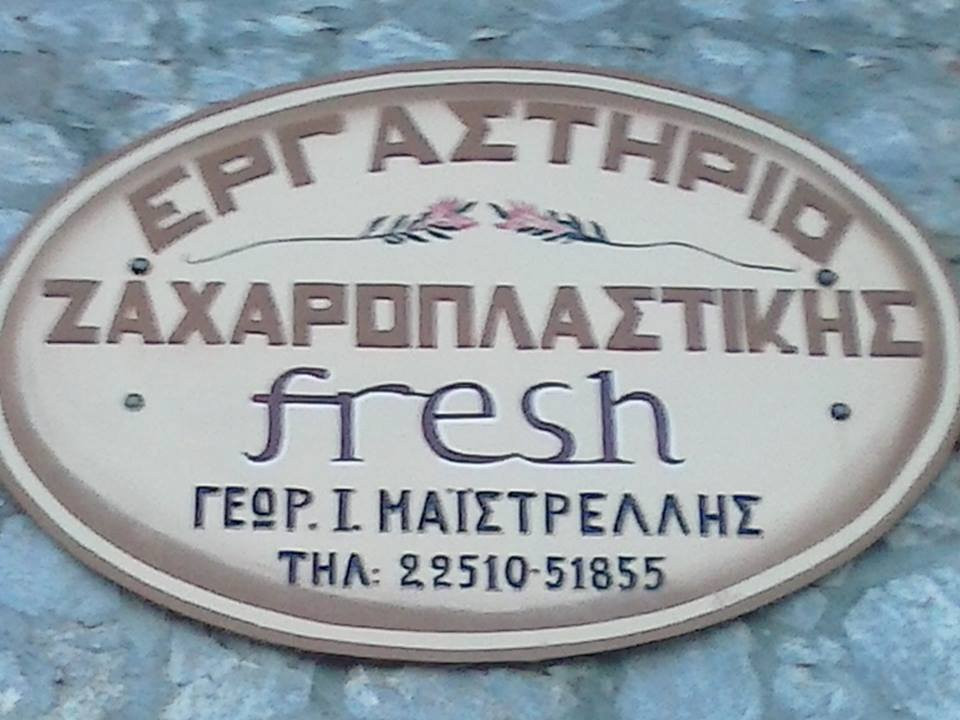 ΕΡΓΑΣΤΗΡΙΟ
ΖΑΧΑΡΟΠΛΑΣΤΙΚΗΣ
fresh
ΓΕΩΡ. Ι. ΜΑΪΣΤΡΕΛΛΗΣ
ΤΗΛ: 22510-51855